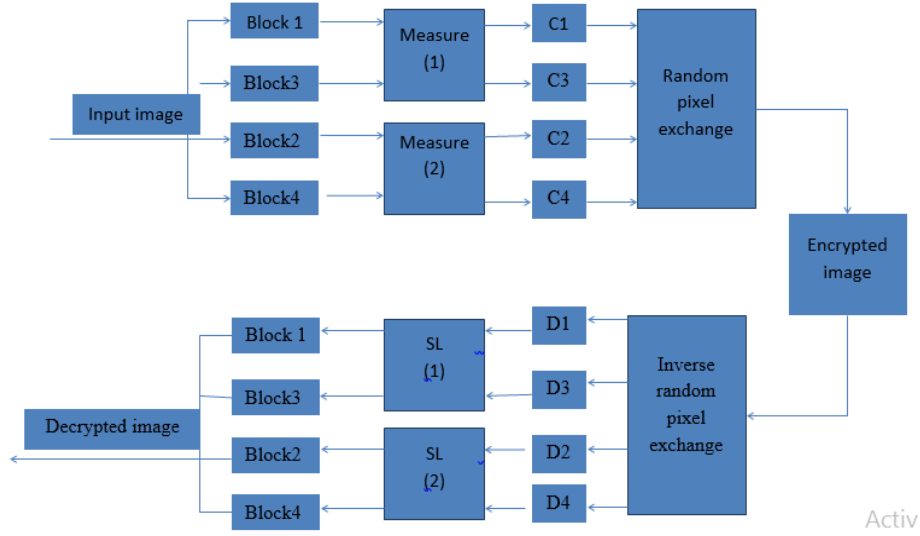 Block 1
Measure
(1)
C1
Block3
C3
Random
pixel
exchange
Input image
Block2
Measure
(2)
C2
Block4
C4
Encrypted
image
Block 1
SL
(1)
D1
Block3
D3
Inverse
random
pixel
exchange
Decrypted image
Block2
SL
(2)
D2
Block4
D4
Activ